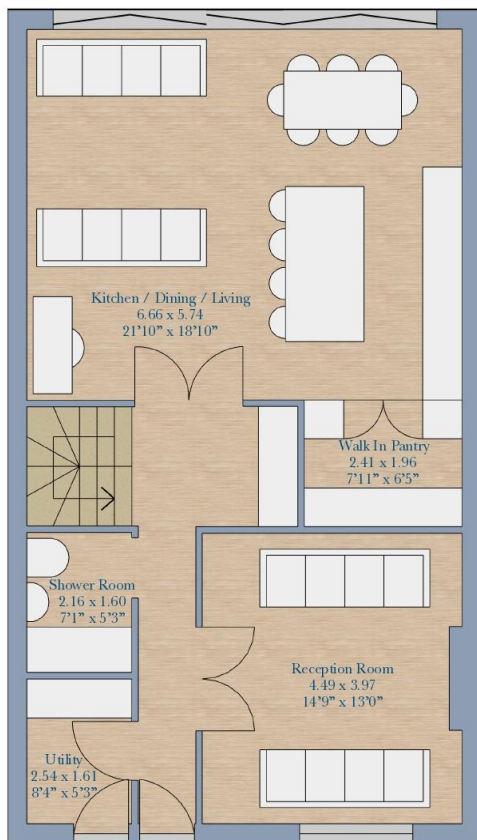 Kitchen / Dining / Living
6.66 x 5.74
21'10" x 18'10"
Walk In Pantry
2.41 x 1.96
7'11" x 6'5"
Shower Room
2.16 x 1.60
7'1" x 5'3"
Reception Room
4.49 x 3.97
14'9" x 13'0"
Utility
2.54 x 1.61
8'4" x 5'3"